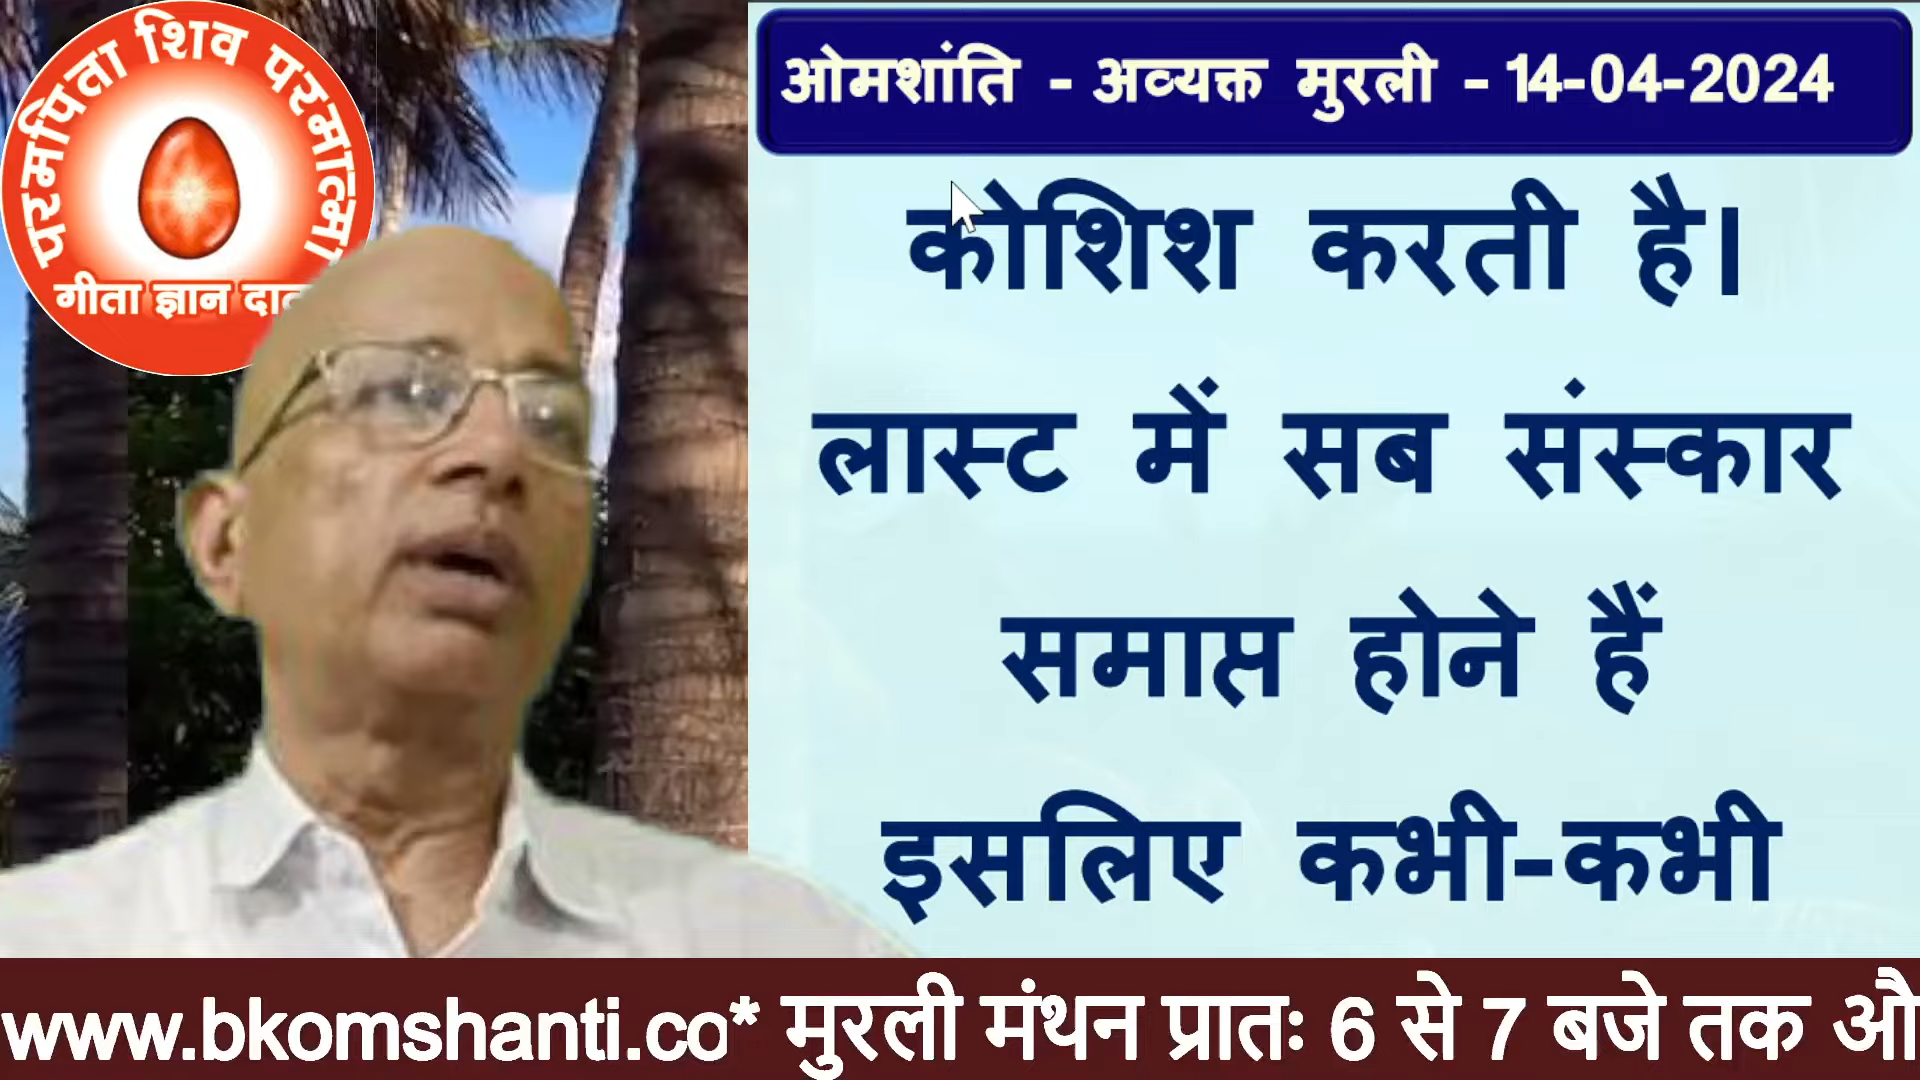 परमपिता शिव परमात्मा
गीता ज्ञान
ओमशांति - अव्यक्त मुरली - 14-04-2024
कोशिश करती है।
लास्ट में सब संस्कार
समाप्त होने हैं
इसलिए कभी-कभी
www.bkomshanti.co* मुरली मंथन प्रातः 6 से 7 बजे तक औ